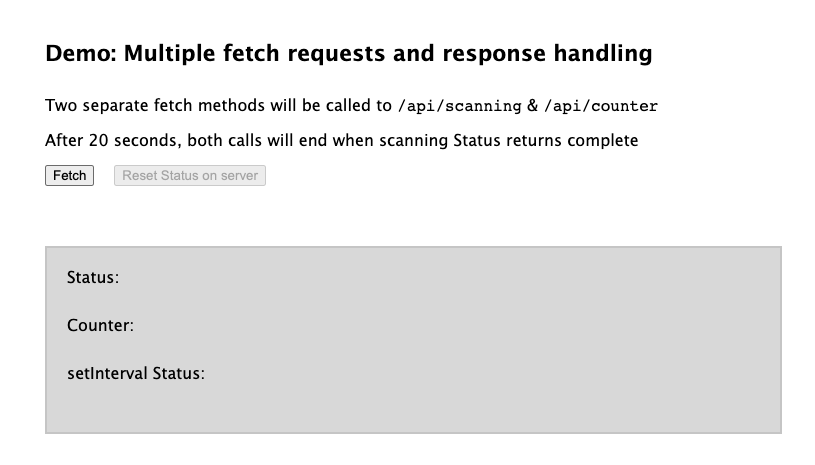 Demo: Multiple fetch requests and response handling
Two separate fetch methods will be called to /api/scanning & /api/counter
After 20 seconds, both calls will end when scanning Status returns complete
Fetch Reset Status on server
Status:
Counter:
setInterval Status: